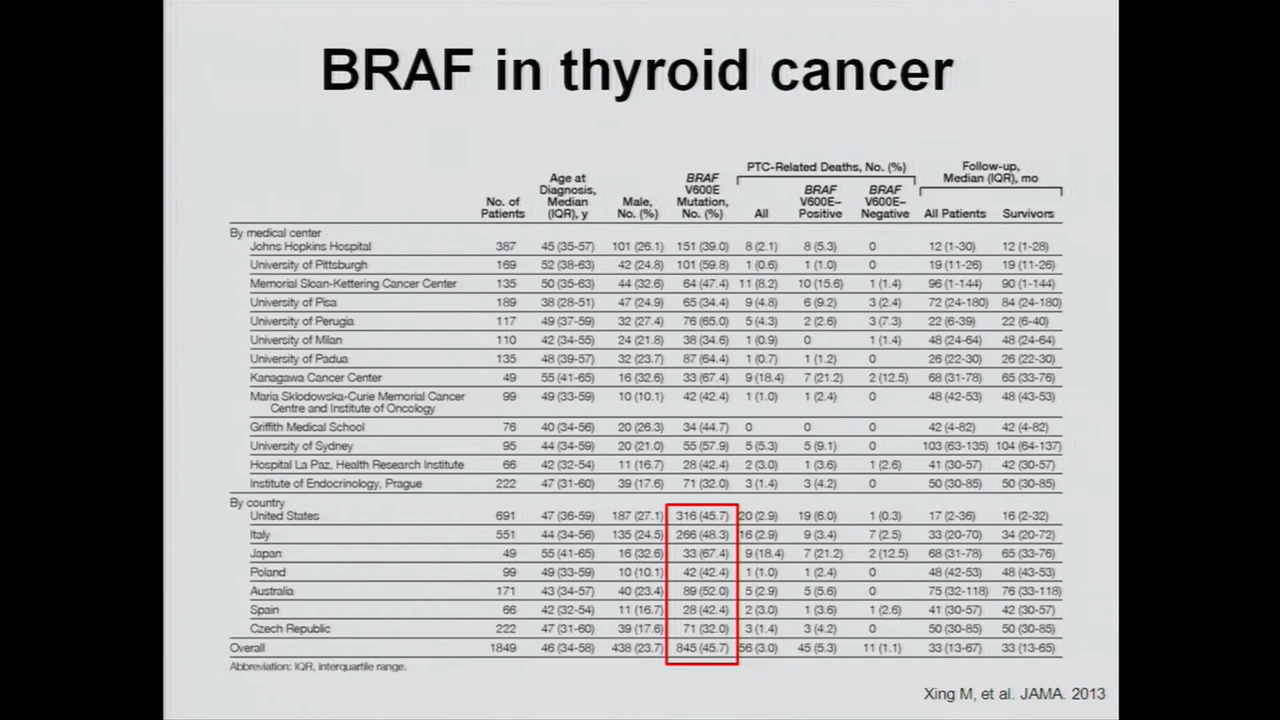 BRAF in thyroid cancer
PTC-Related Deaths, No. (%)
Follow-up, Median (IQR), mo
No. of Patients
Age at Diagnosis, Median (IQR), y
Male, No. (%)
BRAF V600E Mutation, No. (%)
All
BRAF V600E–Positive
BRAF V600E–Negative
All Patients
Survivors
By medical center
Johns Hopkins Hospital 387 45 (35-57) 101 (26.1) 151 (39.0) 8 (2.1) 8 (5.3) 0 12 (1-30) 12 (1-28)
University of Pittsburgh 169 52 (38-63) 42 (24.8) 101 (59.8) 1 (0.6) 1 (1.0) 0 19 (11-26) 19 (11-26)
Memorial Sloan-Kettering Cancer Center 135 50 (35-63) 44 (32.6) 64 (47.4) 11 (8.2) 10 (15.6) 1 (1.4) 96 (1-144) 90 (1-144)
University of Pisa 189 38 (28-51) 47 (24.9) 65 (34.4) 9 (4.8) 6 (9.2) 3 (2.4) 72 (24-180) 84 (24-180)
University of Perugia 117 49 (37-59) 32 (27.4) 76 (65.0) 5 (4.3) 2 (2.6) 3 (7.3) 22 (6-39) 22 (6-40)
University of Milan 110 42 (34-55) 24 (21.8) 38 (34.6) 1 (0.9) 0 1 (1.4) 48 (24-64) 48 (24-64)
University of Padua 135 48 (39-57) 32 (23.7) 87 (64.4) 1 (0.7) 1 (1.2) 0 26 (22-30) 26 (22-30)
Kanagawa Cancer Center 49 55 (41-65) 16 (32.6) 33 (67.4) 9 (18.4) 7 (21.2) 2 (12.5) 68 (31-78) 65 (33-76)
Maria Sklodowska-Curie Memorial Cancer
Centre and Institute of Oncology 99 49 (33-59) 10 (10.1) 42 (42.4) 1 (1.0) 1 (2.4) 0 48 (42-53) 48 (43-53)
Griffith Medical School 76 40 (34-56) 20 (26.3) 34 (44.7) 0 0 0 42 (4-82) 42 (4-82)
University of Sydney 95 44 (34-59) 20 (21.0) 55 (57.9) 5 (5.3) 5 (9.1) 0 103 (63-135) 104 (64-137)
Hospital La Paz, Health Research Institute 66 42 (32-54) 11 (16.7) 28 (42.4) 2 (3.0) 1 (3.6) 1 (2.6) 41 (30-57) 42 (30-57)
Institute of Endocrinology, Prague 222 47 (31-60) 39 (17.6) 71 (32.0) 3 (1.4) 3 (4.2) 0 50 (30-85) 50 (30-85)
By country
United States 691 47 (36-59) 187 (27.1) 316 (45.7) 20 (2.9) 19 (6.0) 1 (0.3) 17 (2-36) 16 (2-32)
Italy 551 44 (34-56) 135 (24.5) 266 (48.3) 16 (2.9) 9 (3.4) 7 (2.5) 33 (20-70) 34 (20-72)
Japan 49 55 (41-65) 16 (32.6) 33 (67.4) 9 (18.4) 7 (21.2) 2 (12.5) 68 (31-78) 65 (33-76)
Poland 99 49 (33-59) 10 (10.1) 42 (42.4) 1 (1.0) 1 (2.4) 0 48 (42-53) 48 (43-53)
Australia 171 43 (34-57) 40 (23.4) 89 (52.0) 5 (2.9) 5 (5.6) 0 75 (32-118) 76 (33-118)
Spain 66 42 (32-54) 11 (16.7) 28 (42.4) 2 (3.0) 1 (3.6) 1 (2.6) 41 (30-57) 42 (30-57)
Czech Republic 222 47 (31-60) 39 (17.6) 71 (32.0) 3 (1.4) 3 (4.2) 0 50 (30-85) 50 (30-85)
Overall 1849 46 (34-58) 438 (23.7) 845 (45.7) 56 (3.0) 45 (5.3) 11 (1.1) 33 (13-67) 33 (13-65)
Abbreviation: IQR, interquartile range.
Xing M, et al. JAMA. 2013